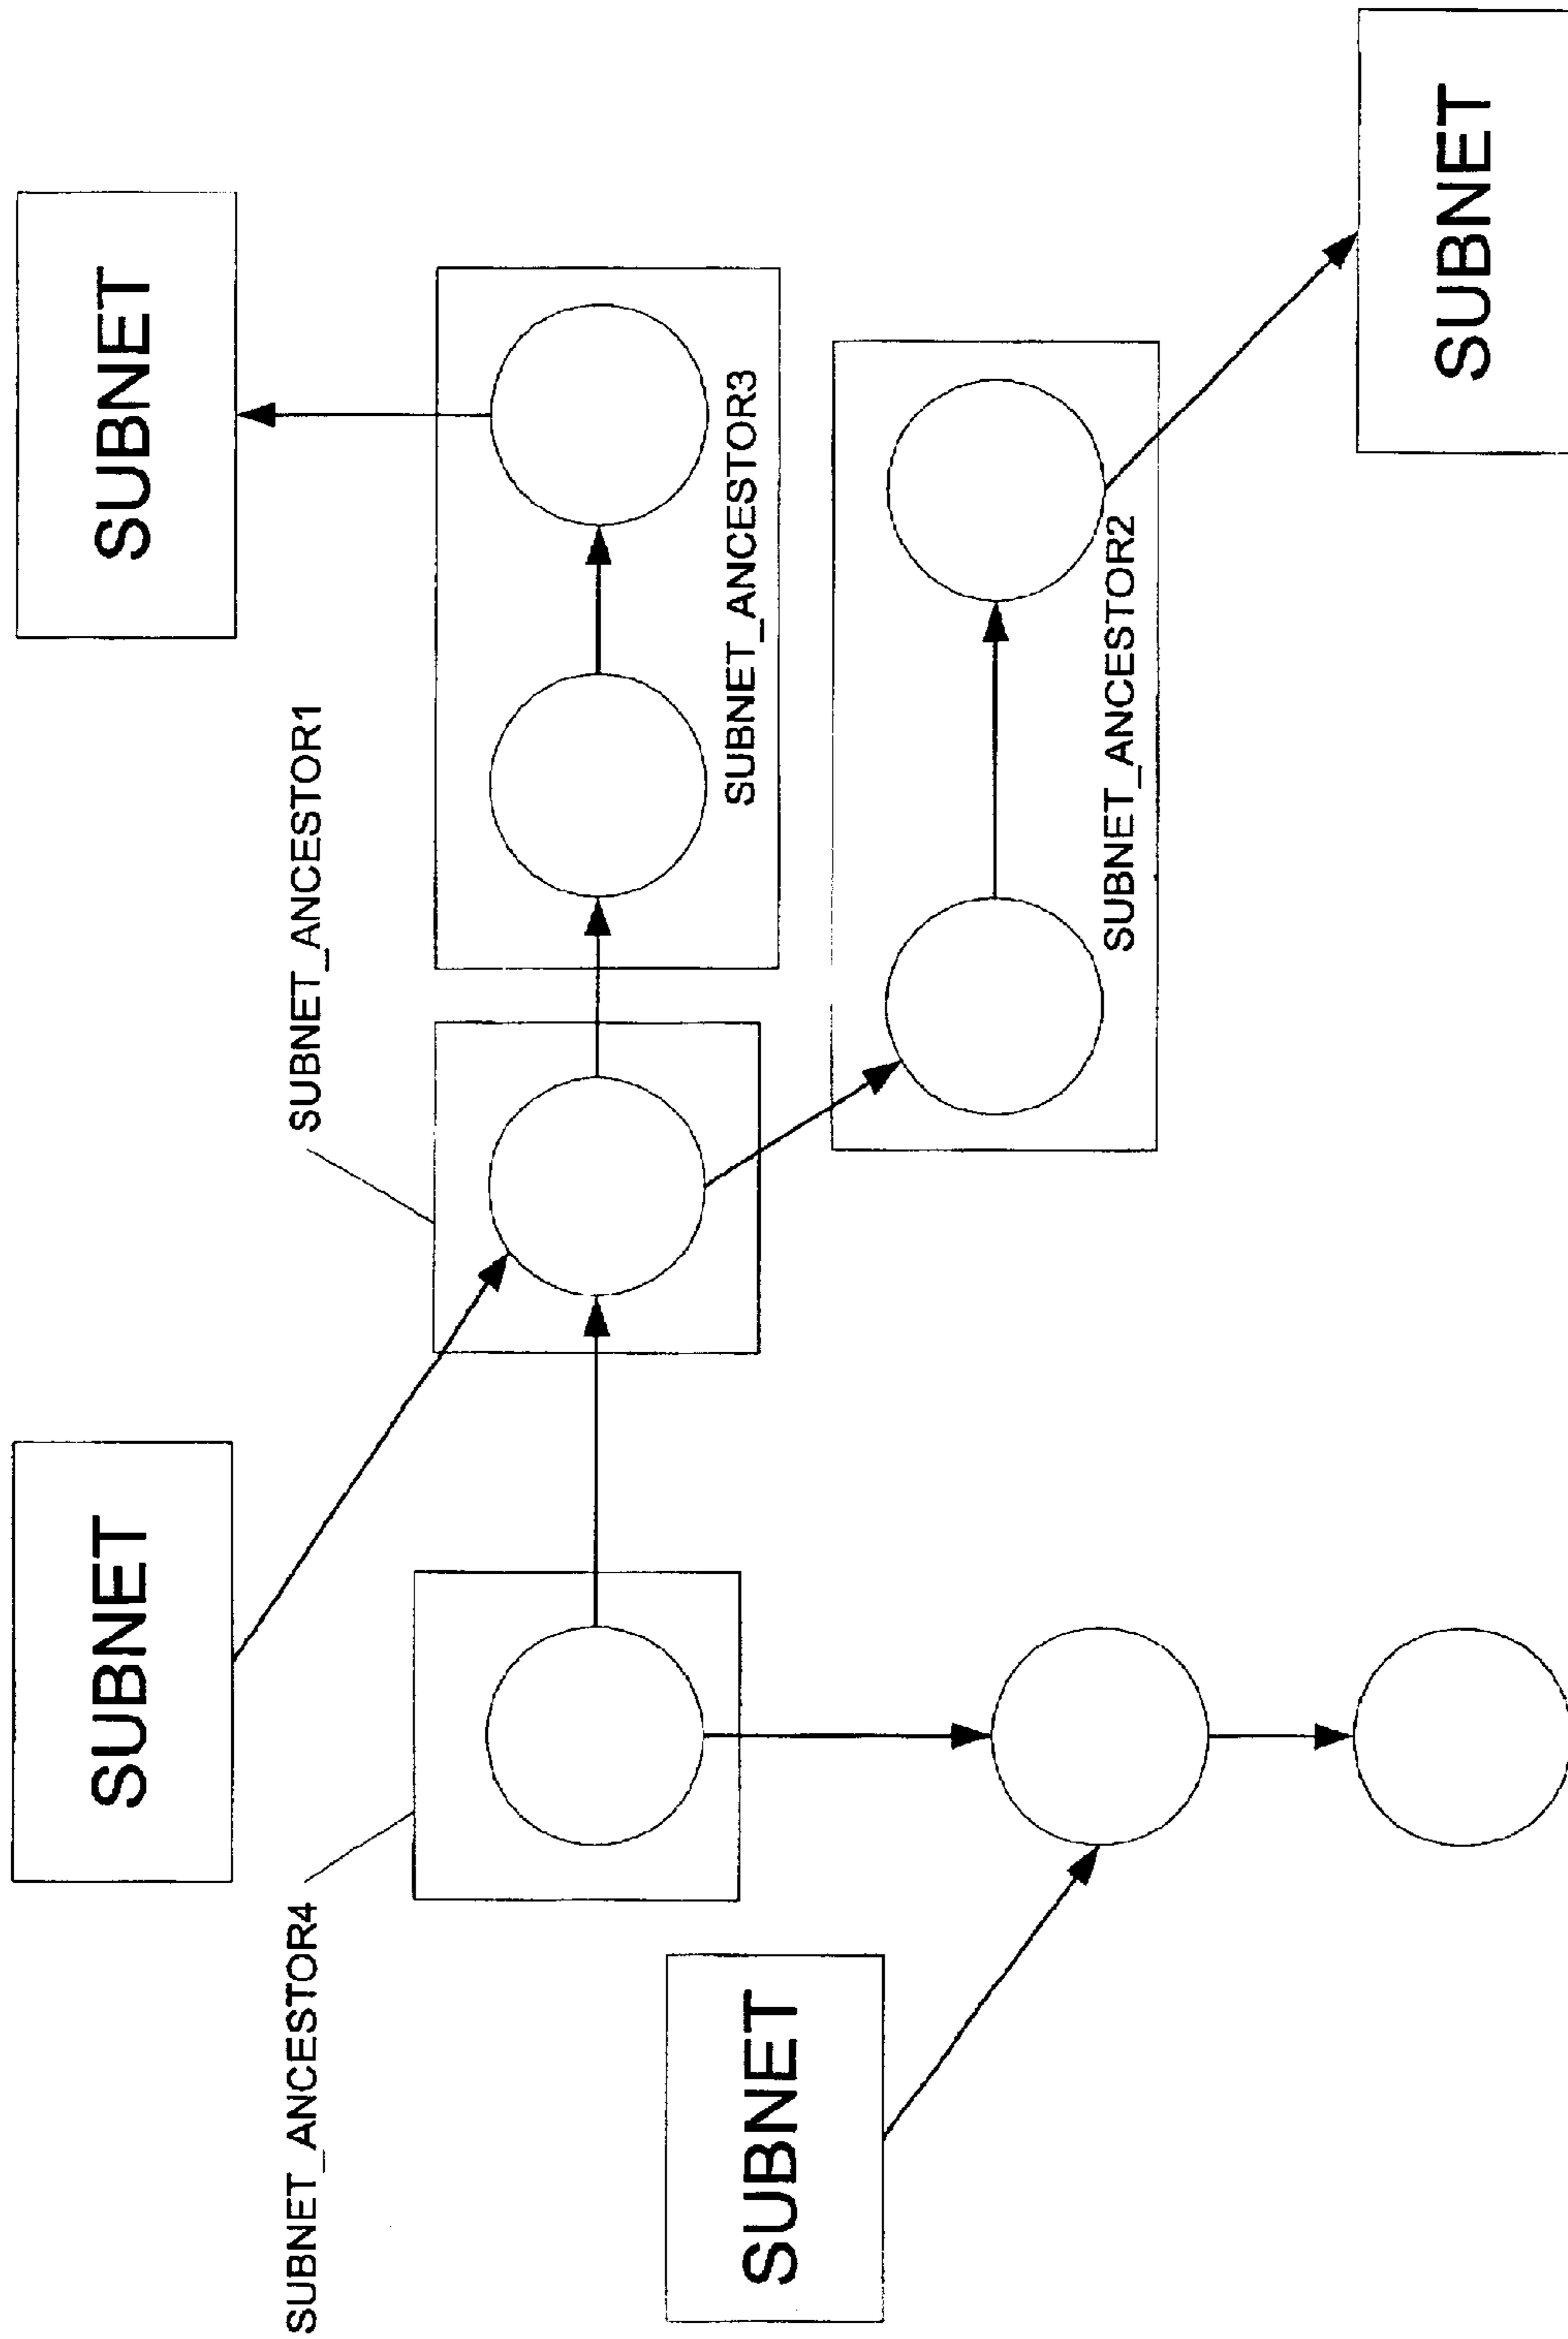 SUBNET
SUBNET
SUBNET_ANCESTOR4
SUBNET_ANCESTOR1
SUBNET
SUBNET_ANCESTOR3
SUBNET_ANCESTOR2
SUBNET